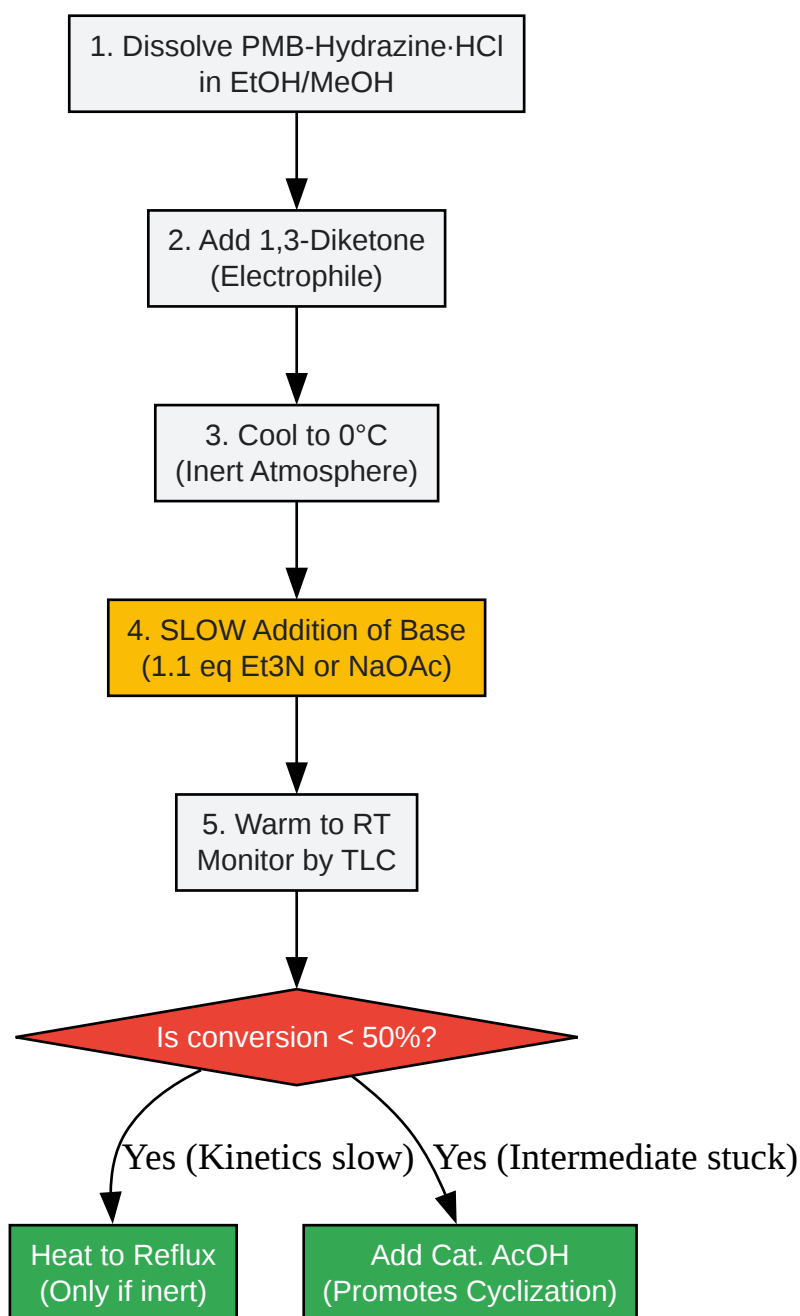 1. Dissolve PMB-Hydrazine·HCl
in EtOH/MeOH
2. Add 1,3-Diketone
(Electrophile)
3. Cool to 0°C
(Inert Atmosphere)
4. SLOW Addition of Base
(1.1 eq Et3N or NaOAc)
5. Warm to RT
Monitor by TLC
Is conversion < 50%?
Yes (Kinetics slow)
Yes (Intermediate stuck)
Heat to Reflux
(Only if inert)
Add Cat. AcOH
(Promotes Cyclization)